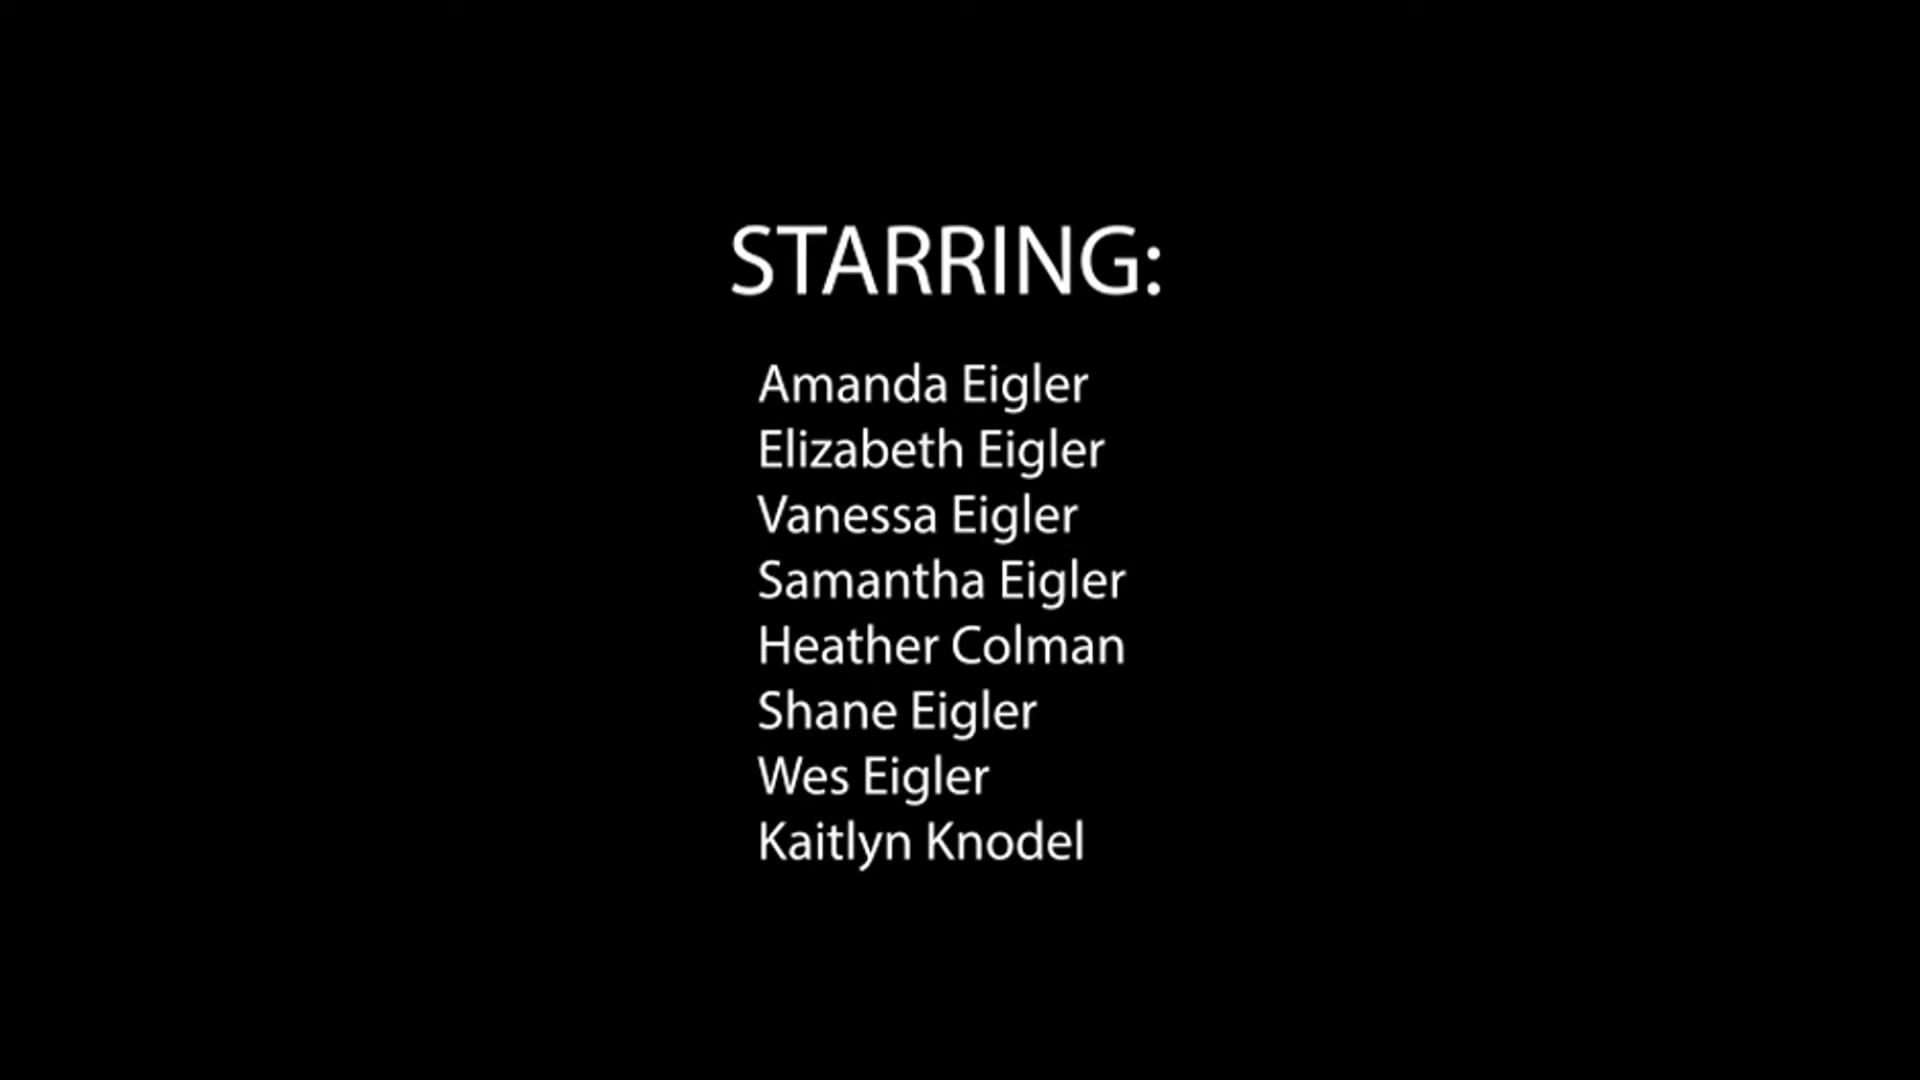 STARRING:
Amanda Eigler
Elizabeth Eigler
Vanessa Eigler
Samantha Eigler
Heather Colman
Shane Eigler
Wes Eigler
Kaitlyn Knodel